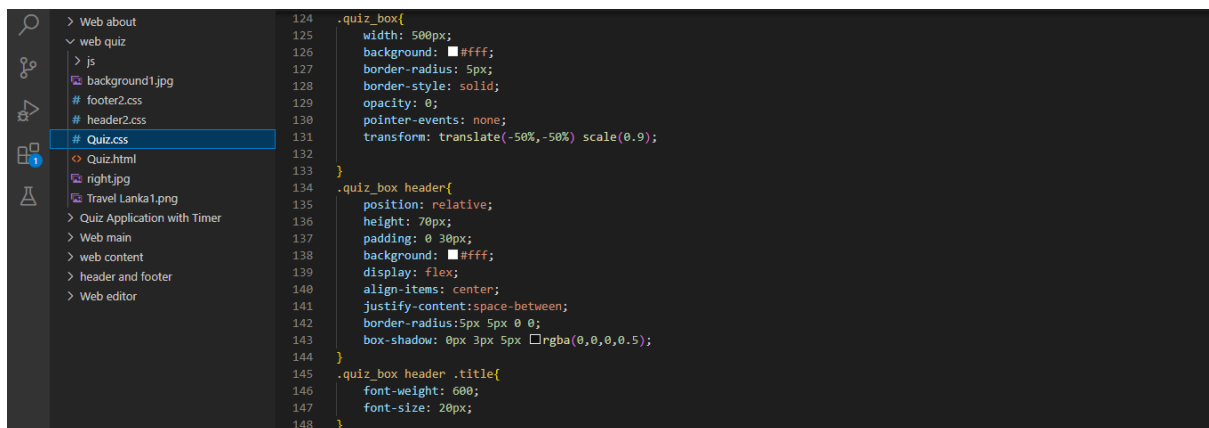 > Web about
∨ web quiz
> js
background1.jpg
# footer2.css
# header2.css
# Quiz.css
<> Quiz.html
right.jpg
Travel Lanka1.png
> Quiz Application with Timer
> Web main
> web content
> header and footer
> Web editor
1
124 .quiz_box{
125 width: 500px;
126 background: #fff;
127 border-radius: 5px;
128 border-style: solid;
129 opacity: 0;
130 pointer-events: none;
131 transform: translate(-50%,-50%) scale(0.9);
132
133 }
134 .quiz_box header{
135 position: relative;
136 height: 70px;
137 padding: 0 30px;
138 background: #fff;
139 display: flex;
140 align-items: center;
141 justify-content:space-between;
142 border-radius:5px 5px 0 0;
143 box-shadow: 0px 3px 5px rgba(0,0,0,0.5);
144 }
145 .quiz_box header .title{
146 font-weight: 600;
147 font-size: 20px;
148 }